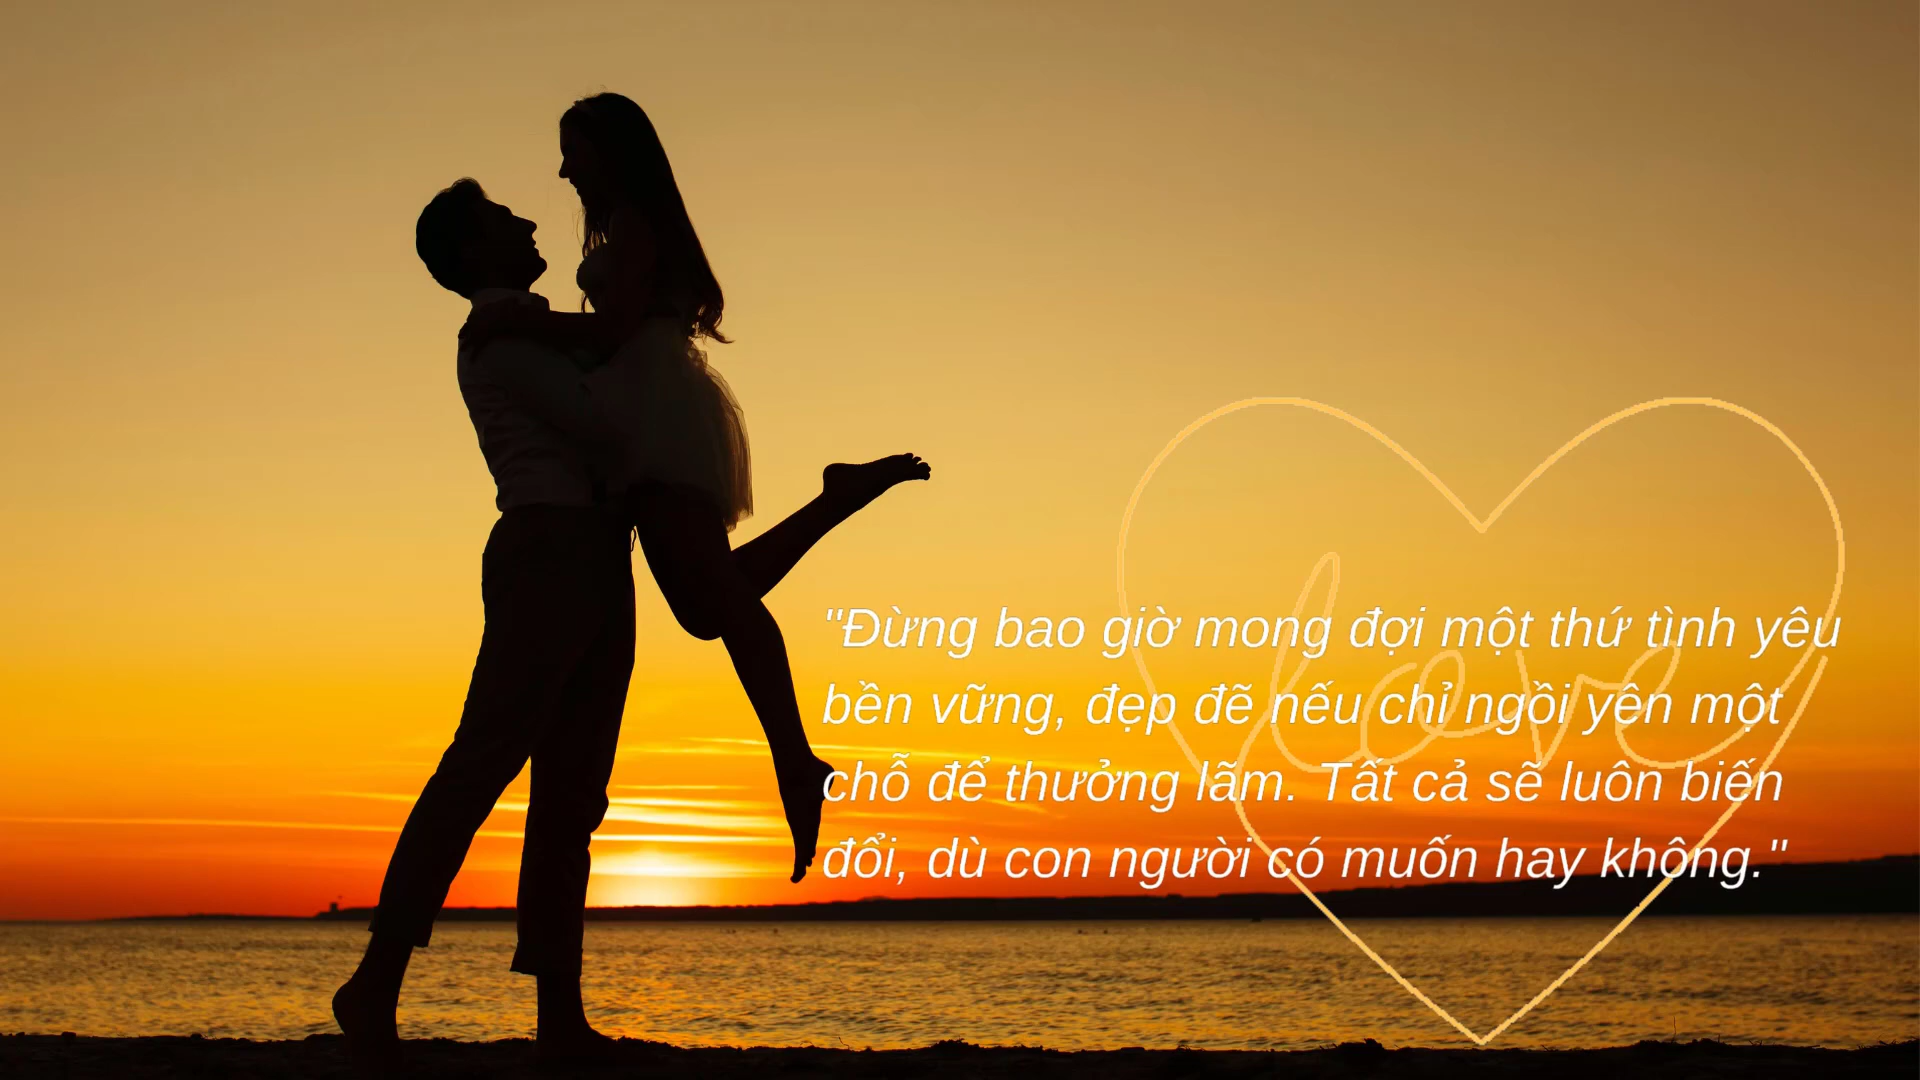 "Đừng bao giờ mong đợi một thứ tình yêu
bền vững, đẹp đẽ nếu chỉ ngồi yên một
chỗ để thưởng lãm. Tất cả sẽ luôn biến
đổi, dù con người có muốn hay không."
love